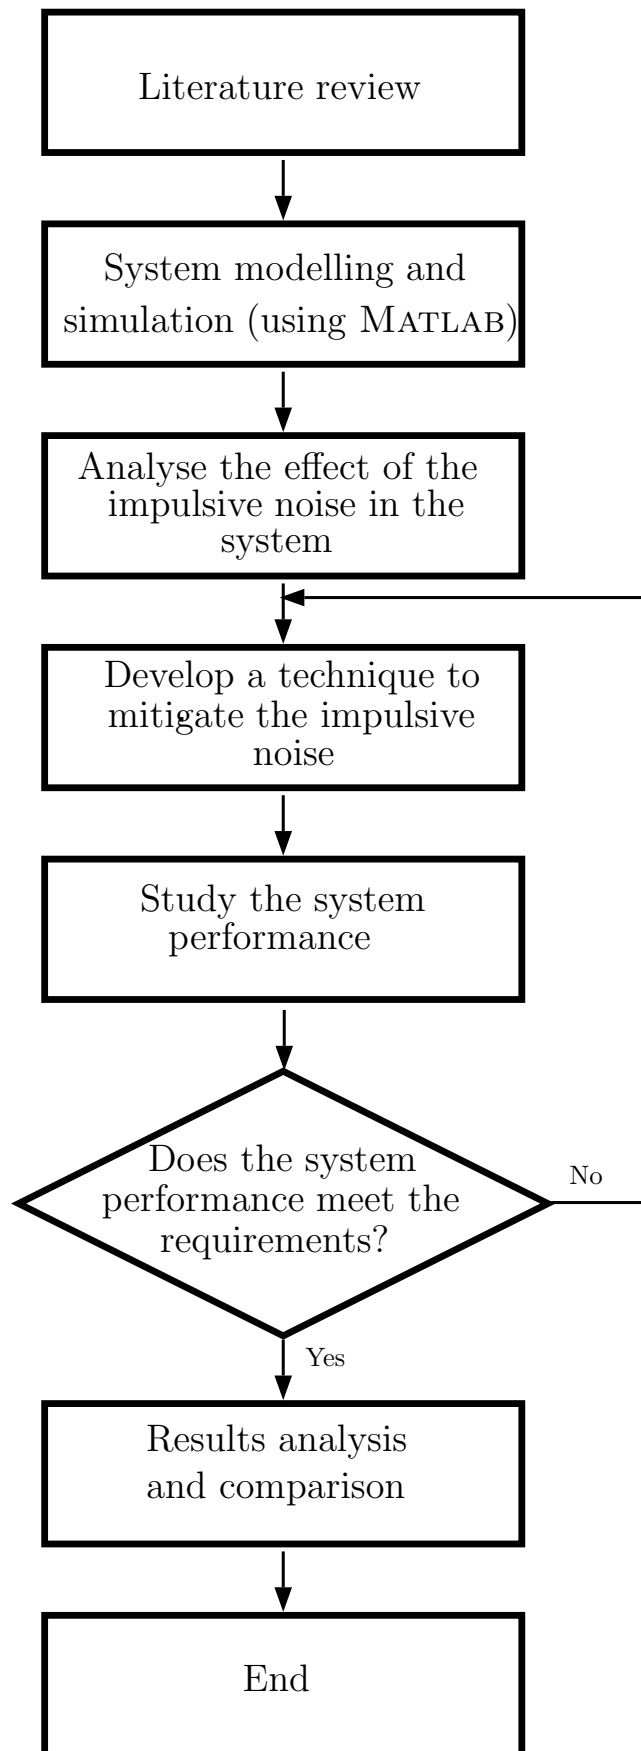 Literature review
System modelling and
simulation (using MATLAB)
Analyse the effect of the
impulsive noise in the
system
Develop a technique to
mitigate the impulsive
noise
Study the system
performance
Does the system
performance meet the
requirements?
No
Yes
Results analysis
and comparison
End